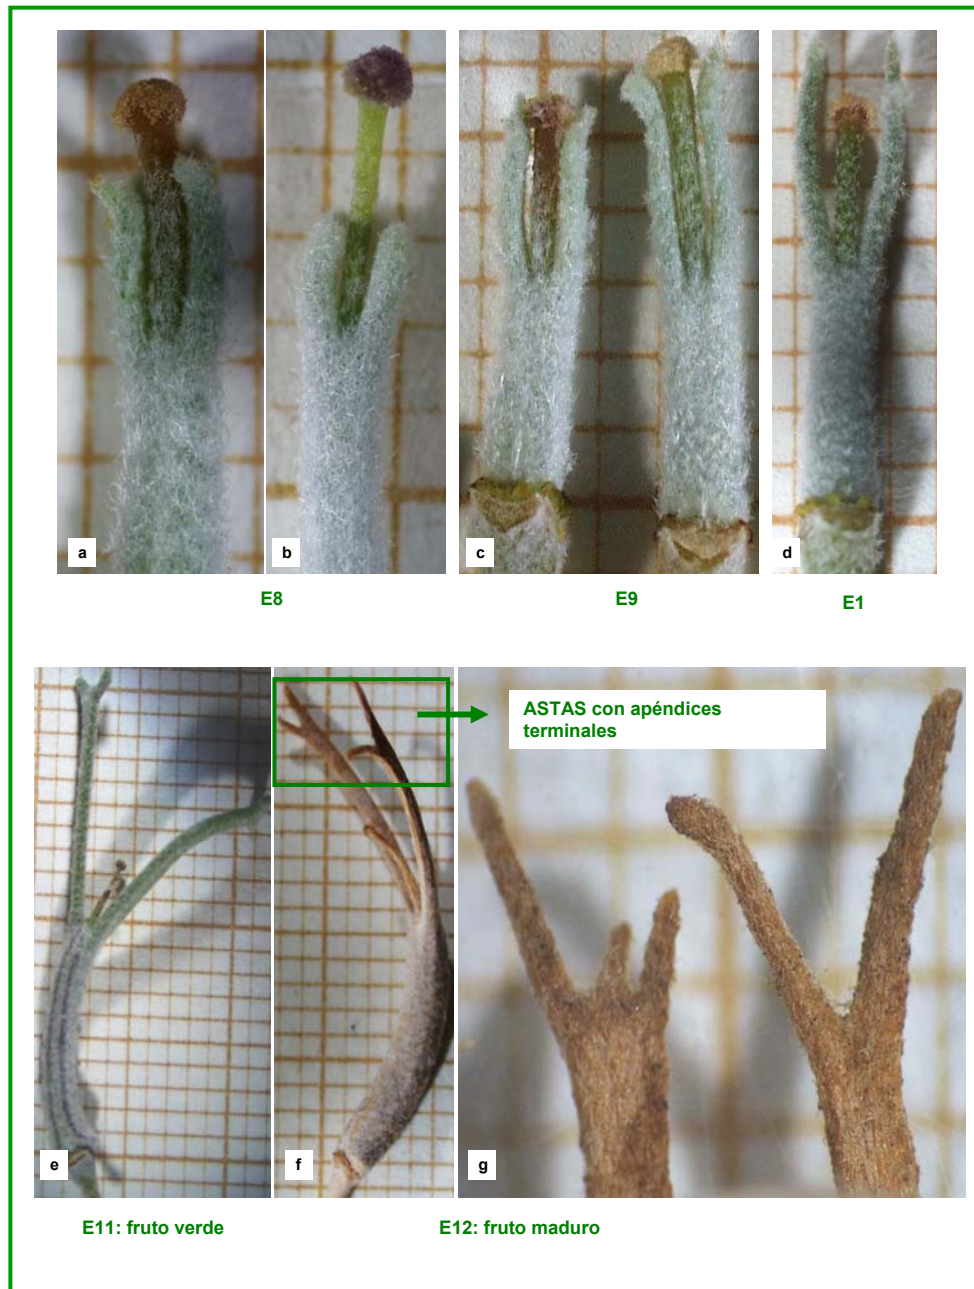 a
b
c
d
E8
E9
E1
ASTAS con apéndices
terminales
e
f
g
E11: fruto verde
E12: fruto maduro